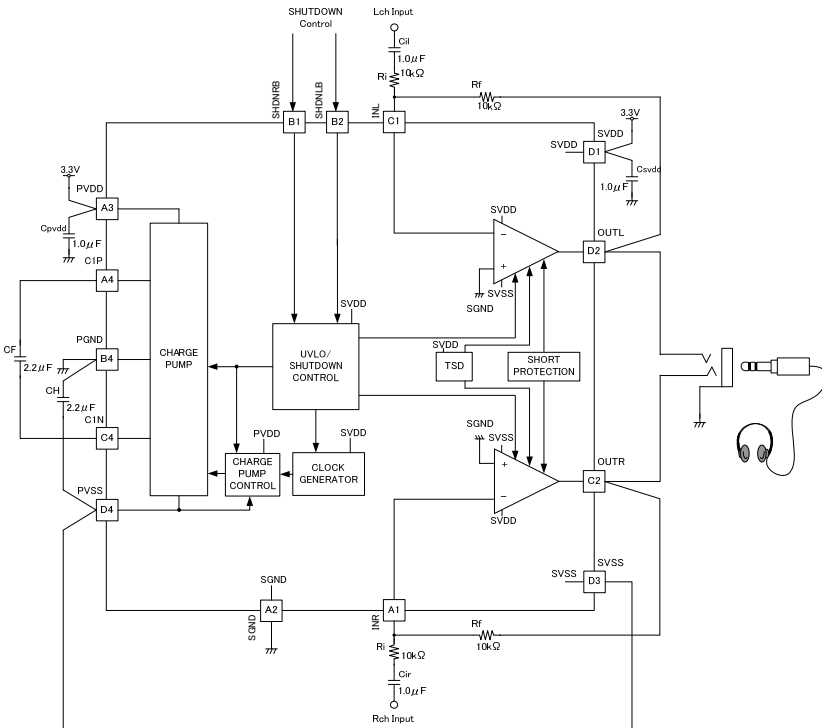 SHUTDOWN
Control
Lch Input
Cil
1.0μF
Ri
10kΩ
Rf
10kΩ
SHDNRB
SHDNLB
INL
B1
B2
C1
3.3V
SVDD
SVDD
D1
Csvdd
1.0μF
3.3V
PVDD
A3
Cpvdd
1.0μF
C1P
A4
SVDD
OUTL
D2
−
+
SGND
SVSS
PGND
B4
CF
2.2μF
CH
2.2μF
C1N
C4
CHARGE
PUMP
SVDD
UVLO/
SHUTDOWN
CONTROL
SVDD
TSD
SHORT
PROTECTION
PVDD
SVDD
CHARGE
PUMP
CONTROL
CLOCK
GENERATOR
SGND
SVSS
+
−
SVDD
OUTR
C2
PVSS
D4
SVSS
SVSS
D3
SGND
SGND
A2
INR
A1
Ri
10kΩ
Rf
10kΩ
Cir
1.0μF
Rch Input